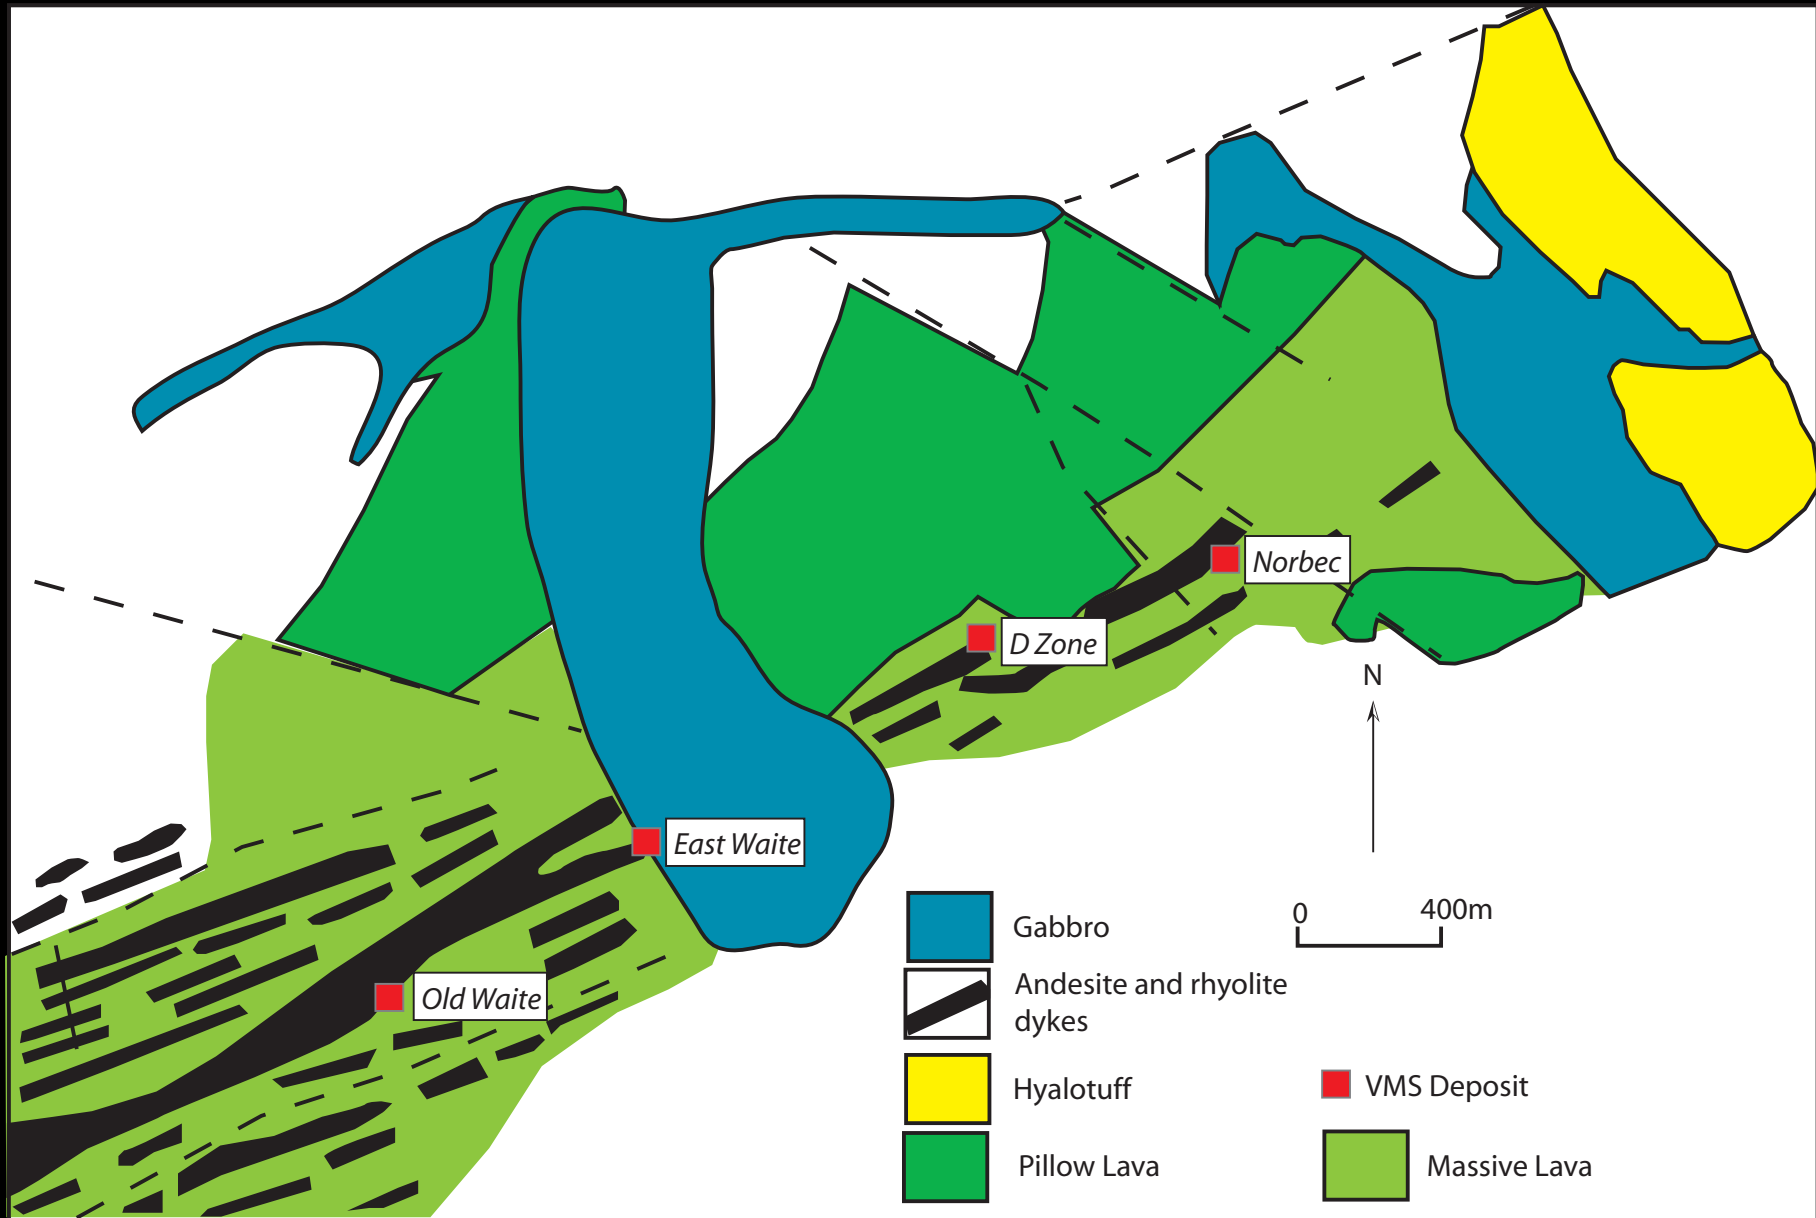 Norbec
D Zone
N
East Waite
Old Waite
0 400m
Gabbro
Andesite and rhyolite
dykes
Hyalotuff
VMS Deposit
Pillow Lava
Massive Lava